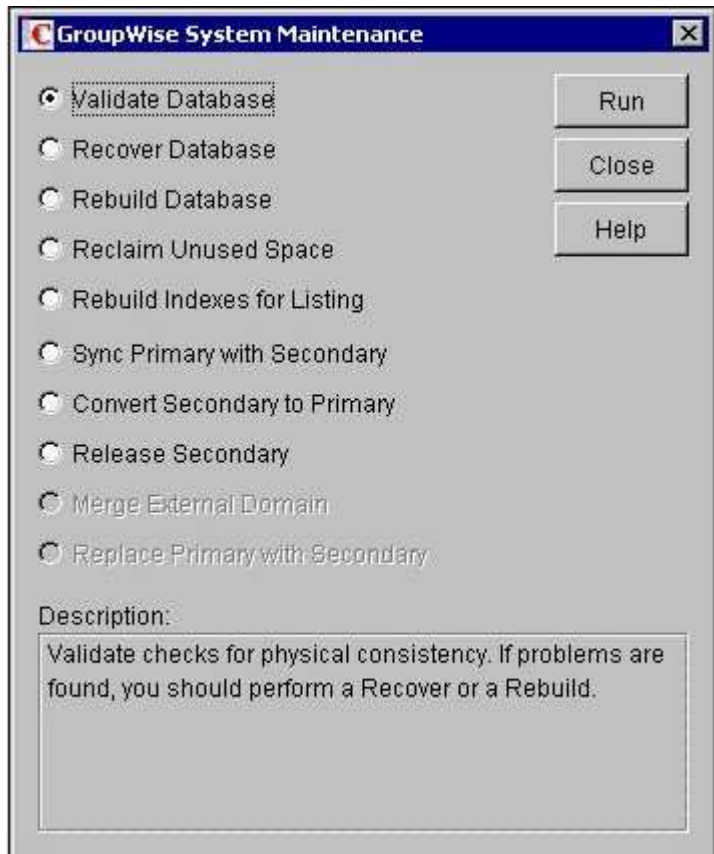 GroupWise System Maintenance
Validate Database
Run
Recover Database
Close
Rebuild Database
Help
Reclaim Unused Space
Rebuild Indexes for Listing
Sync Primary with Secondary
Convert Secondary to Primary
Release Secondary
Merge External Domain
Replace Primary with Secondary
Description:
Validate checks for physical consistency. If problems are
found, you should perform a Recover or a Rebuild.